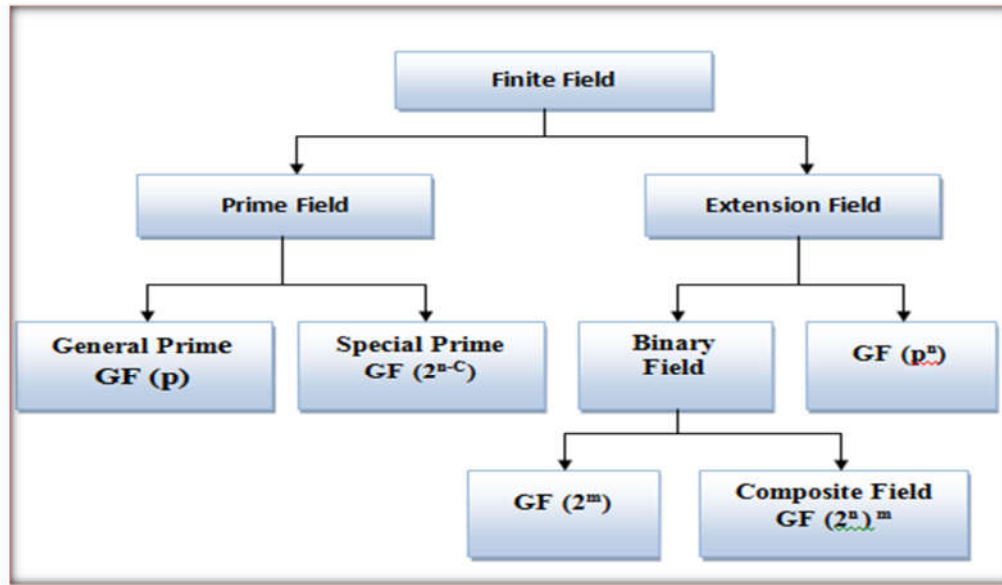 Finite Field
Prime Field
Extension Field
General Prime
GF (p)
Special Prime
GF (2ⁿ⁻ᶜ)
Binary
Field
GF (pⁿ)
GF (2ᵐ)
Composite Field
GF (2ⁿ) ᵐ